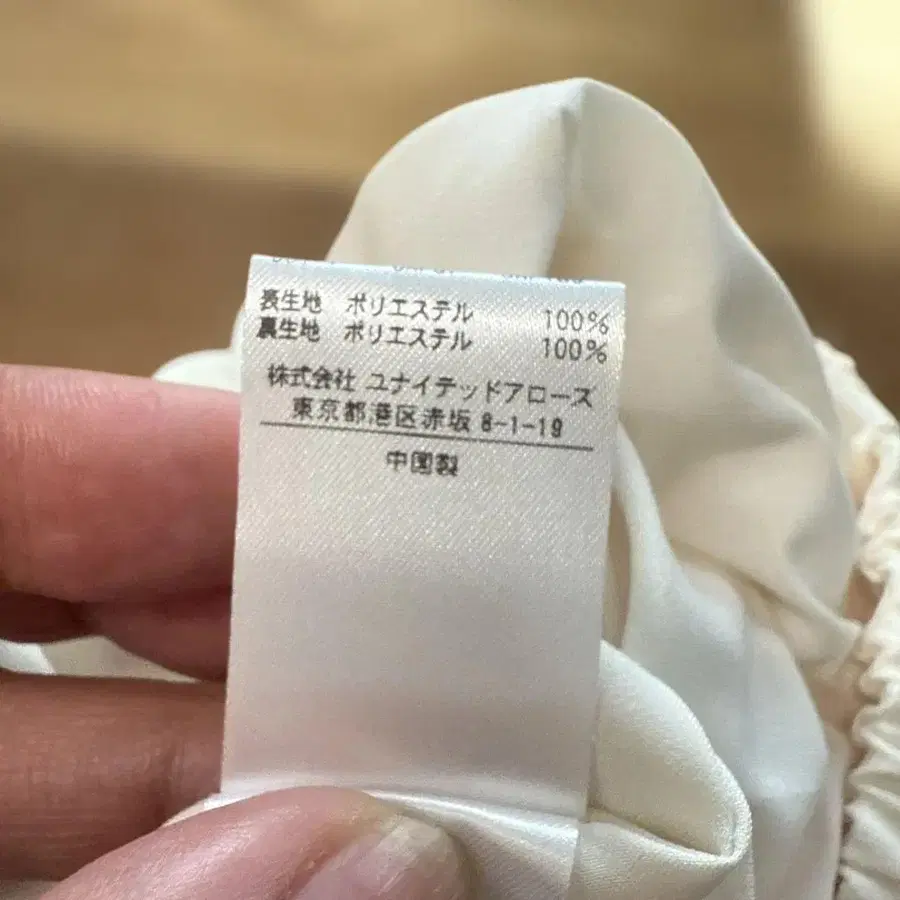 表生地 ポリエステル 100%
裏生地 ポリエステル 100%
株式会社 ユナイテッドアローズ
東京都港区赤坂 8-1-19
中国製